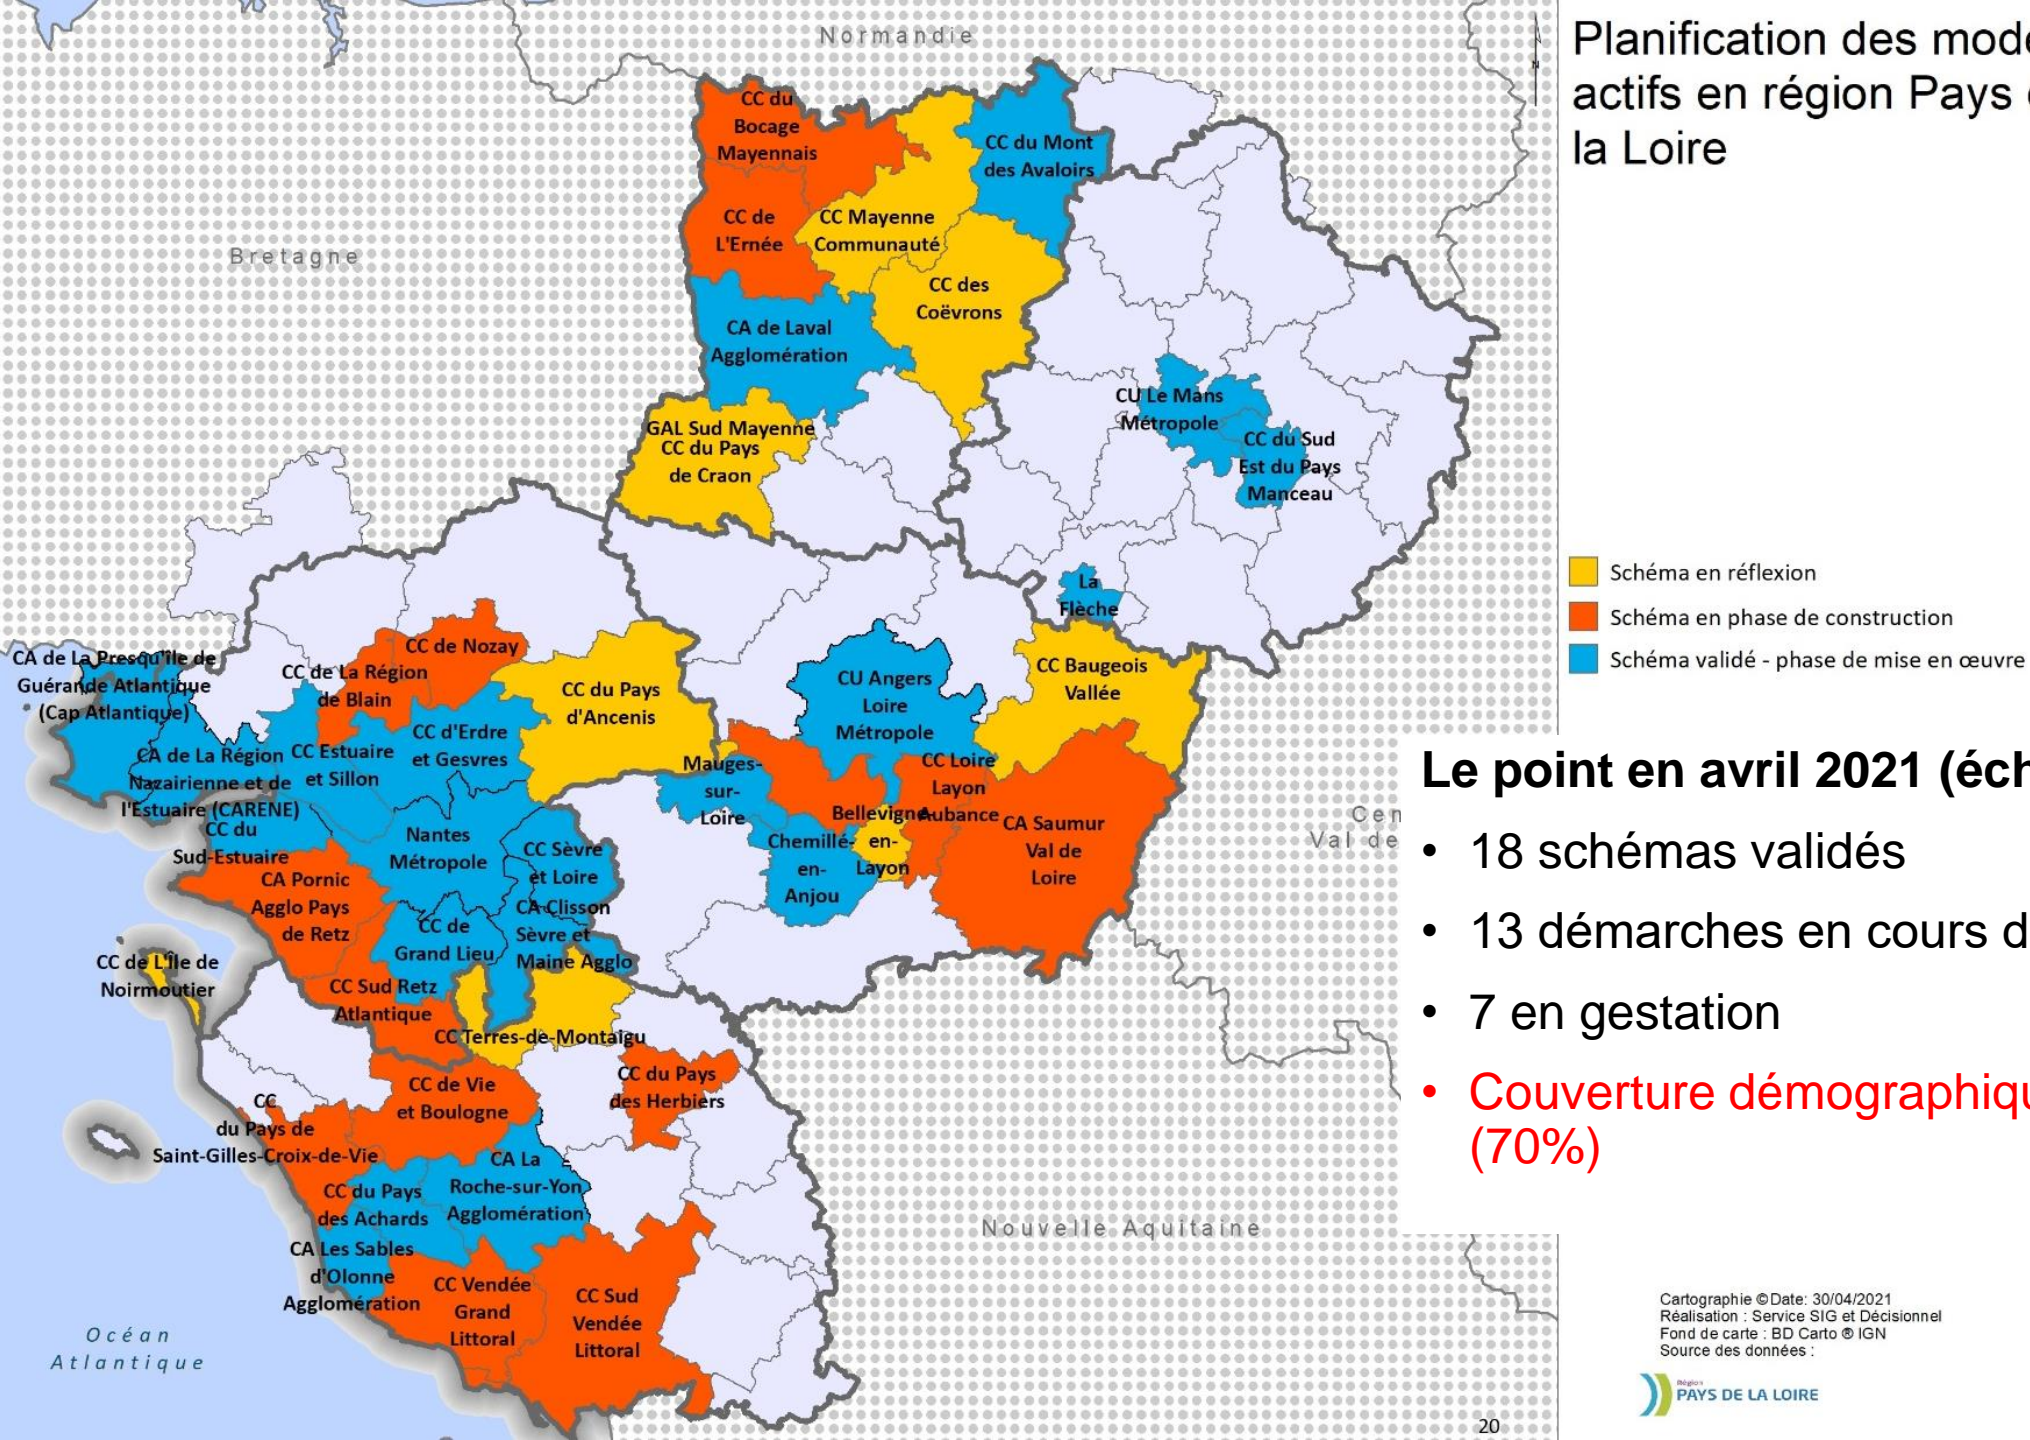 Normandie
Planification des mode
actifs en région Pays
la Loire
CC du
Bocage
Mayennais
CC du Mont
des Avaloirs
CC de
L'Ernée
CC Mayenne
Communauté
Bretagne
CC des
Coëvrons
CA de Laval
Agglomération
CU Le Mans
Métropole
GAL Sud Mayenne
CC du Pays
de Craon
CC du Sud
Est du Pays
Manceau
La
Flèche
Schéma en réflexion
Schéma en phase de construction
Schéma validé - phase de mise en œuvre
CA de La Presqu'île de
Guérande Atlantique
(Cap Atlantique)
CC de La Région
de Blain
CC de Nozay
CC du Pays
d'Ancenis
CU Angers
Loire
Métropole
CC Baugeois
Vallée
CA de La Région
Nazairienne et de
l'Estuaire (CARENE)
CC Estuaire
et Sillon
CC d'Erdre
et Gesvres
Mauges-
sur-
Loire
CC Loire
Layon
Aubance
Bellevigne-
en-
Layon
Chemillé-
en-
Anjou
CA Saumur
Val de
Loire
Cen
Val de
Le point en avril 2021 (éch
• 18 schémas validés
• 13 démarches en cours d
• 7 en gestation
• Couverture démographiqu
(70%)
CC du
Sud-Estuaire
Nantes
Métropole
CC Sèvre
et Loire
CA Pornic
Agglo Pays
de Retz
CC de
Grand Lieu
CA Clisson
Sèvre et
Maine Agglo
CC de L'Île de
Noirmoutier
CC Sud Retz
Atlantique
CC Terres-de-Montaigu
CC de Vie
et Boulogne
CC du Pays
des Herbiers
CC
du Pays de
Saint-Gilles-Croix-de-Vie
CC du Pays
des Achards
CA La
Roche-sur-Yon
Agglomération
CA Les Sables
d'Olonne
Agglomération
CC Vendée
Grand
Littoral
CC Sud
Vendée
Littoral
Nouvelle Aquitaine
Océan
Atlantique
Cartographie © Date: 30/04/2021
Réalisation : Service SIG et Décisionnel
Fond de carte : BD Carto ® IGN
Source des données :
Région
PAYS DE LA LOIRE
20